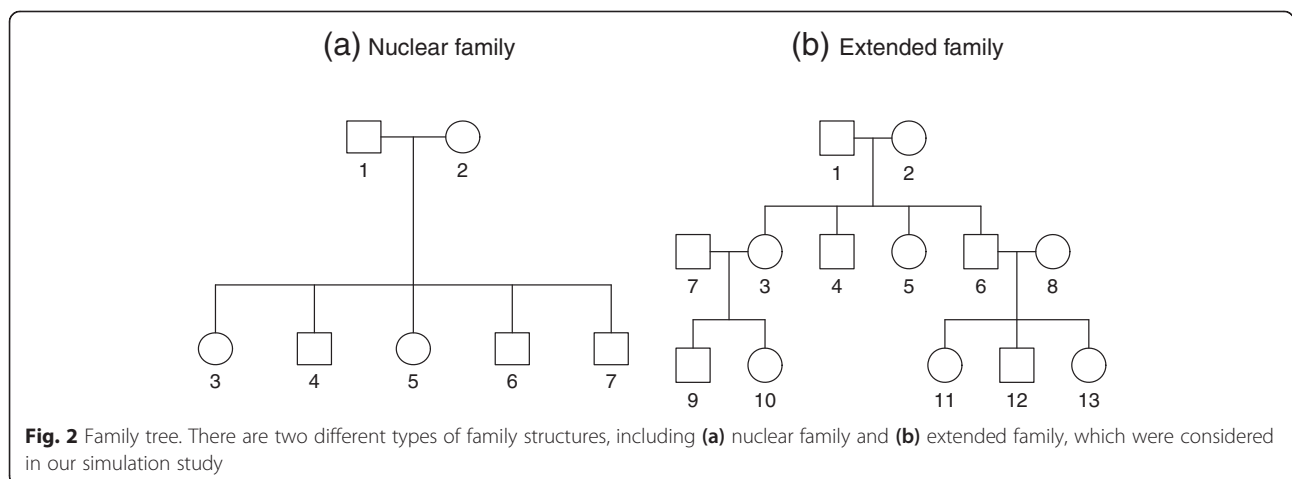 (a) Nuclear family
(b) Extended family
1 2
1 2
7 3 4 5 6 8
3 4 5 6 7
9 10 11 12 13
Fig. 2 Family tree. There are two different types of family structures, including (a) nuclear family and (b) extended family, which were considered
in our simulation study